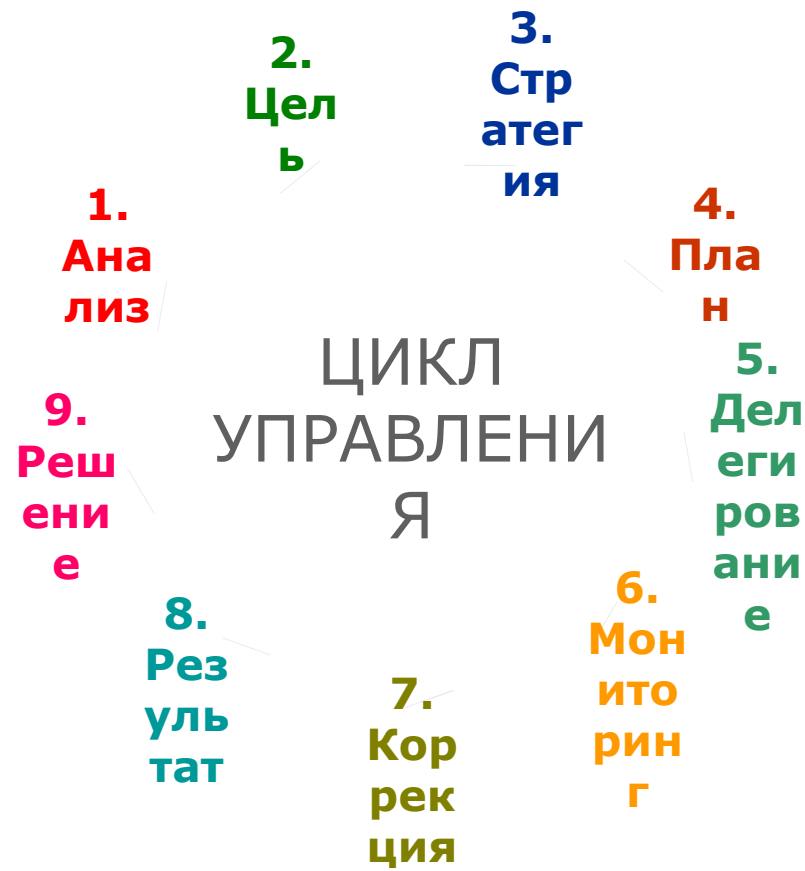 1.
Ана
лиз
2.
Цел
ь
3.
Стр
атег
ия
4.
Пла
н
5.
Дел
еги
ров
ани
е
6.
Мон
ито
рин
г
7.
Кор
рек
ция
8.
Рез
уль
тат
9.
Реш
ени
е
ЦИКЛ
УПРАВЛЕНИ
Я